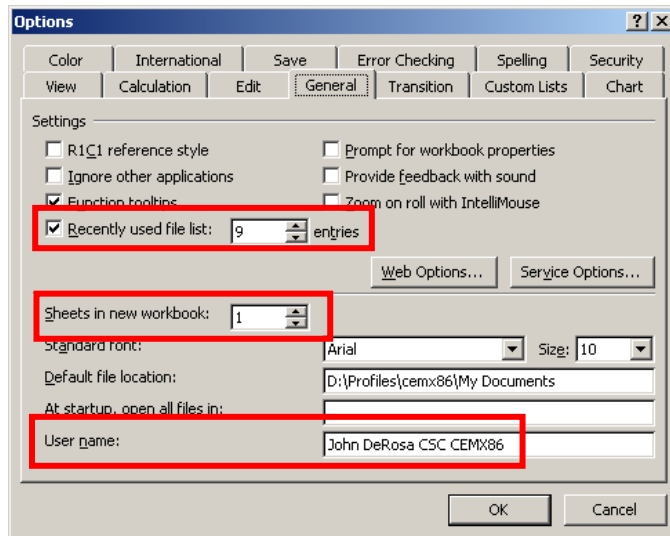 Options
Color International Save Error Checking Spelling Security
View Calculation Edit General Transition Custom Lists Chart
Settings
R1C1 reference style Prompt for workbook properties
Ignore other applications Provide feedback with sound
Function tooltips Zoom on roll with IntelliMouse
Recently used file list: 9 entries
Web Options... Service Options...
Sheets in new workbook: 1
Standard font: Arial Size: 10
Default file location: D:\Profiles\cemx86\My Documents
At startup, open all files in:
User name: John DeRosa CSC CEMX86
OK Cancel